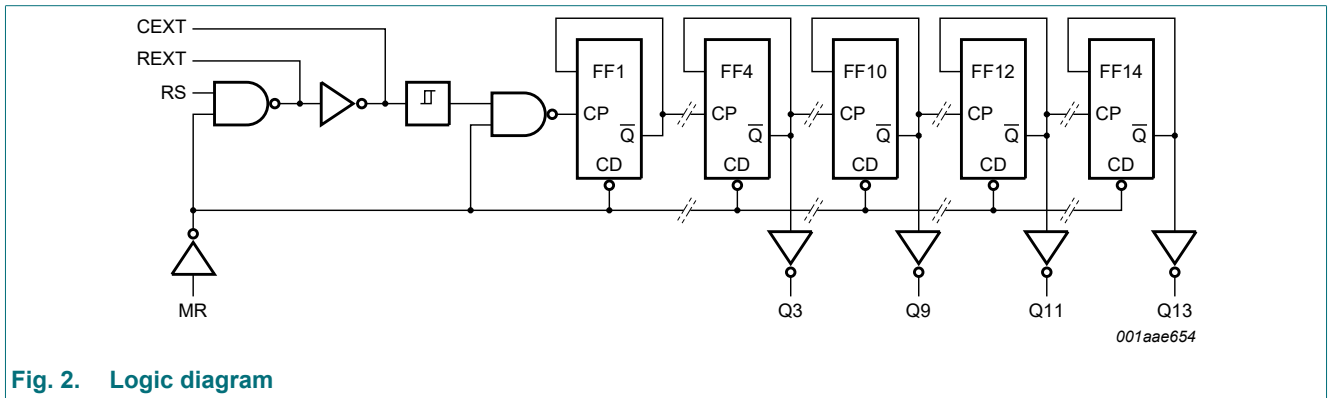 CEXT
REXT
RS
FF1 FF4 FF10 FF12 FF14
CP CP CP CP CP
Q Q Q Q Q
CD CD CD CD CD
MR Q3 Q9 Q11 Q13
001aae654
Fig. 2. Logic diagram